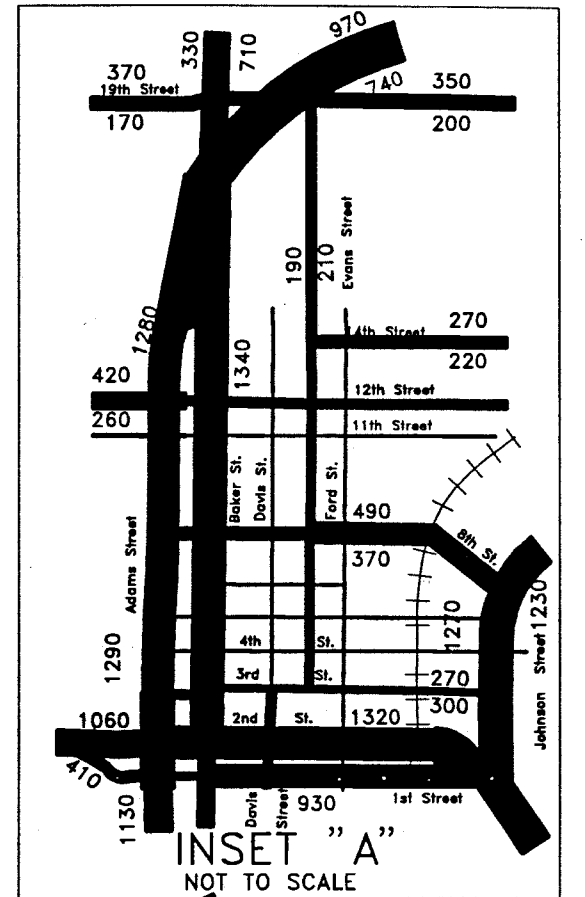 970
330
710
370
740
350
19th Street
170
200
190
210
Evans Street
1280
270
14th Street
220
1340
420
12th Street
260
11th Street
Baker St.
Davis St.
Ford St.
490
8th St.
370
Adams Street
1230
1270
4th St.
1290
3rd St.
270
300
Johnson Street
1060
2nd St.
1320
410
1st Street
930
Davis Street
1130
INSET "A"
NOT TO SCALE